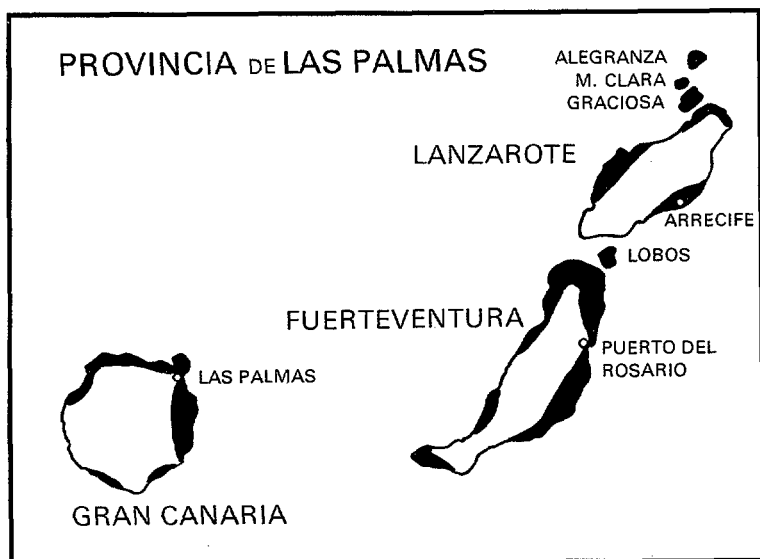 PROVINCIA DE LAS PALMAS
ALEGRANZA
M. CLARA
GRACIOSA
LANZAROTE
ARRECIFE
LOBOS
FUERTEVENTURA
PUERTO DEL
ROSARIO
LAS PALMAS
GRAN CANARIA